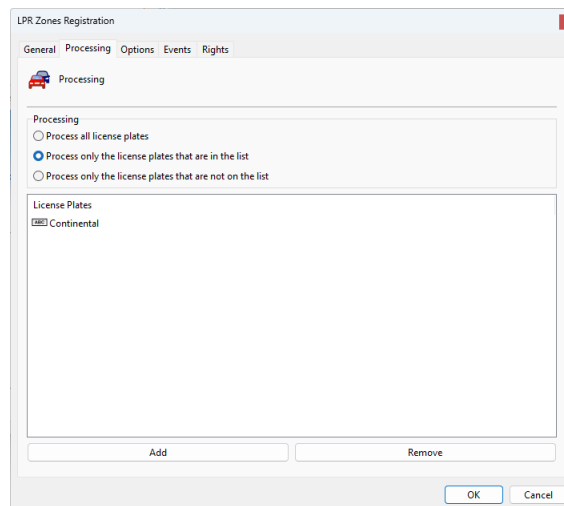 LPR Zones Registration
General Processing Options Events Rights
Processing
Processing
Process all license plates
Process only the license plates that are in the list
Process only the license plates that are not on the list
License Plates
ABC Continental
Add Remove
OK Cancel